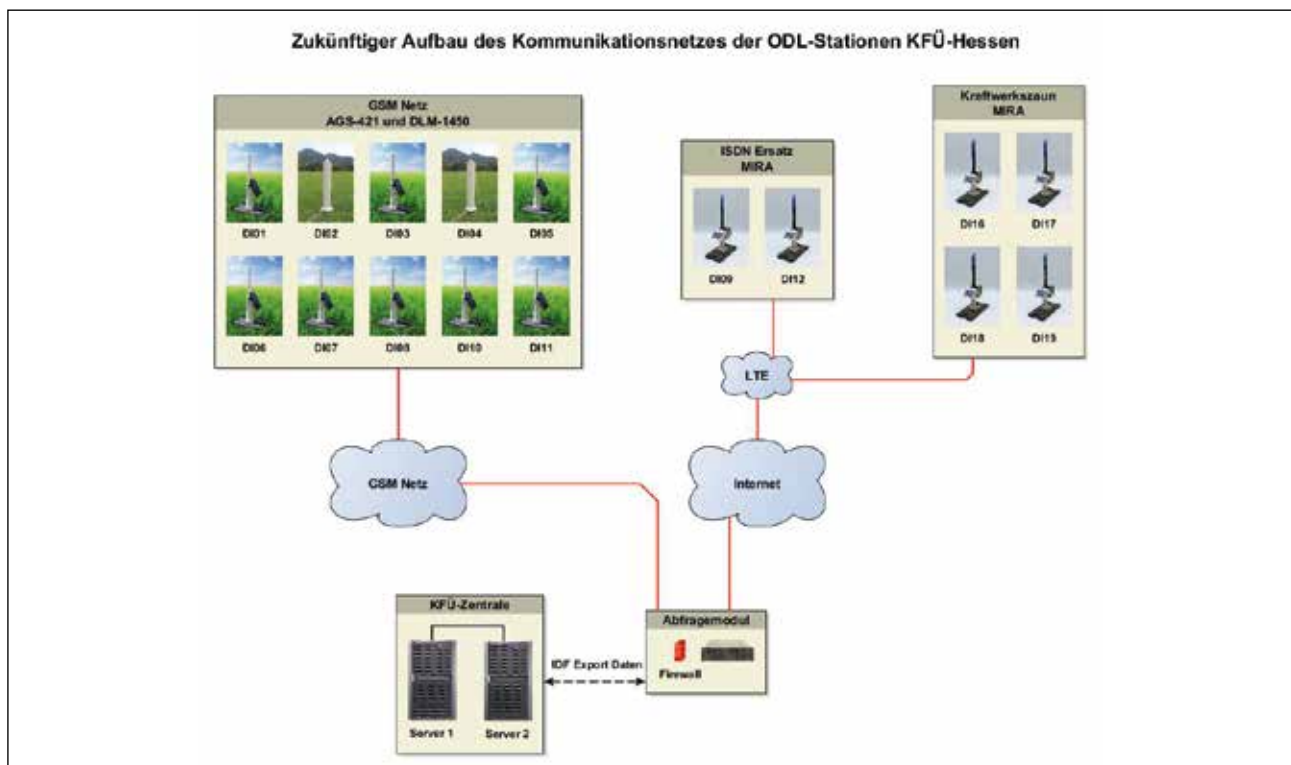 Zukünftiger Aufbau des Kommunikationsnetzes der ODL-Stationen KFÜ-Hessen
GSM Netz
AGS-421 und DLM-1450
DI01 DI02 DI03 DI04 DI05
DI06 DI07 DI08 DI10 DI11
ISDN Ersatz
MIRA
DI09 DI12
Kraftwerkszaun
MIRA
DI16 DI17
DI18 DI19
LTE
GSM Netz
Internet
KFÜ-Zentrale
Server 1 Server 2
IDF Export Daten
Abfragemodul
Firewall